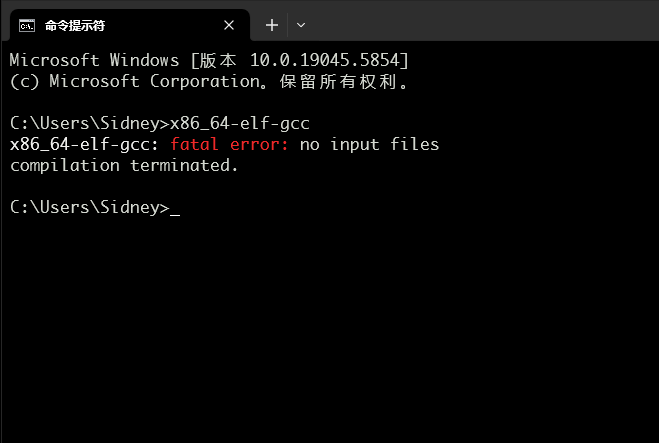 命令提示符
Microsoft Windows [版本 10.0.19045.5854]
(c) Microsoft Corporation。保留所有权利。
C:\Users\Sidney>x86_64-elf-gcc
x86_64-elf-gcc: fatal error: no input files
compilation terminated.
C:\Users\Sidney>_